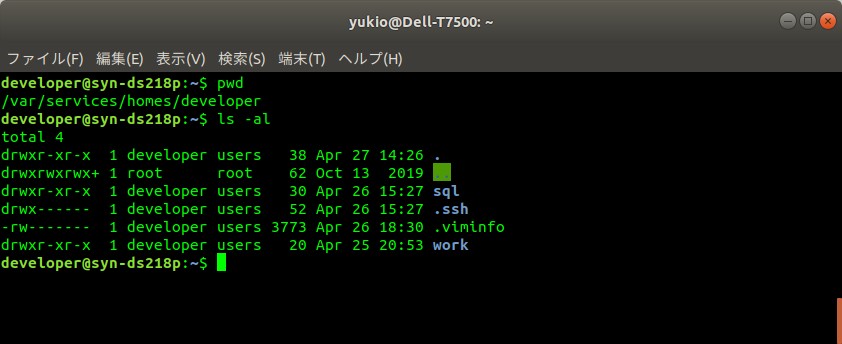 yukio@Dell-T7500: ~
ファイル(F) 編集(E) 表示(V) 検索(S) 端末(T) ヘルプ(H)
developer@syn-ds218p:~$ pwd
/var/services/homes/developer
developer@syn-ds218p:~$ ls -al
total 4
drwxr-xr-x  1 developer users   38 Apr 27 14:26 .
drwxrwxrwx+ 1 root      root    62 Oct 13  2019 ..
drwxr-xr-x  1 developer users   30 Apr 26 15:27 sql
drwx------  1 developer users   52 Apr 26 15:27 .ssh
-rw-------  1 developer users 3773 Apr 26 18:30 .viminfo
drwxr-xr-x  1 developer users   20 Apr 25 20:53 work
developer@syn-ds218p:~$